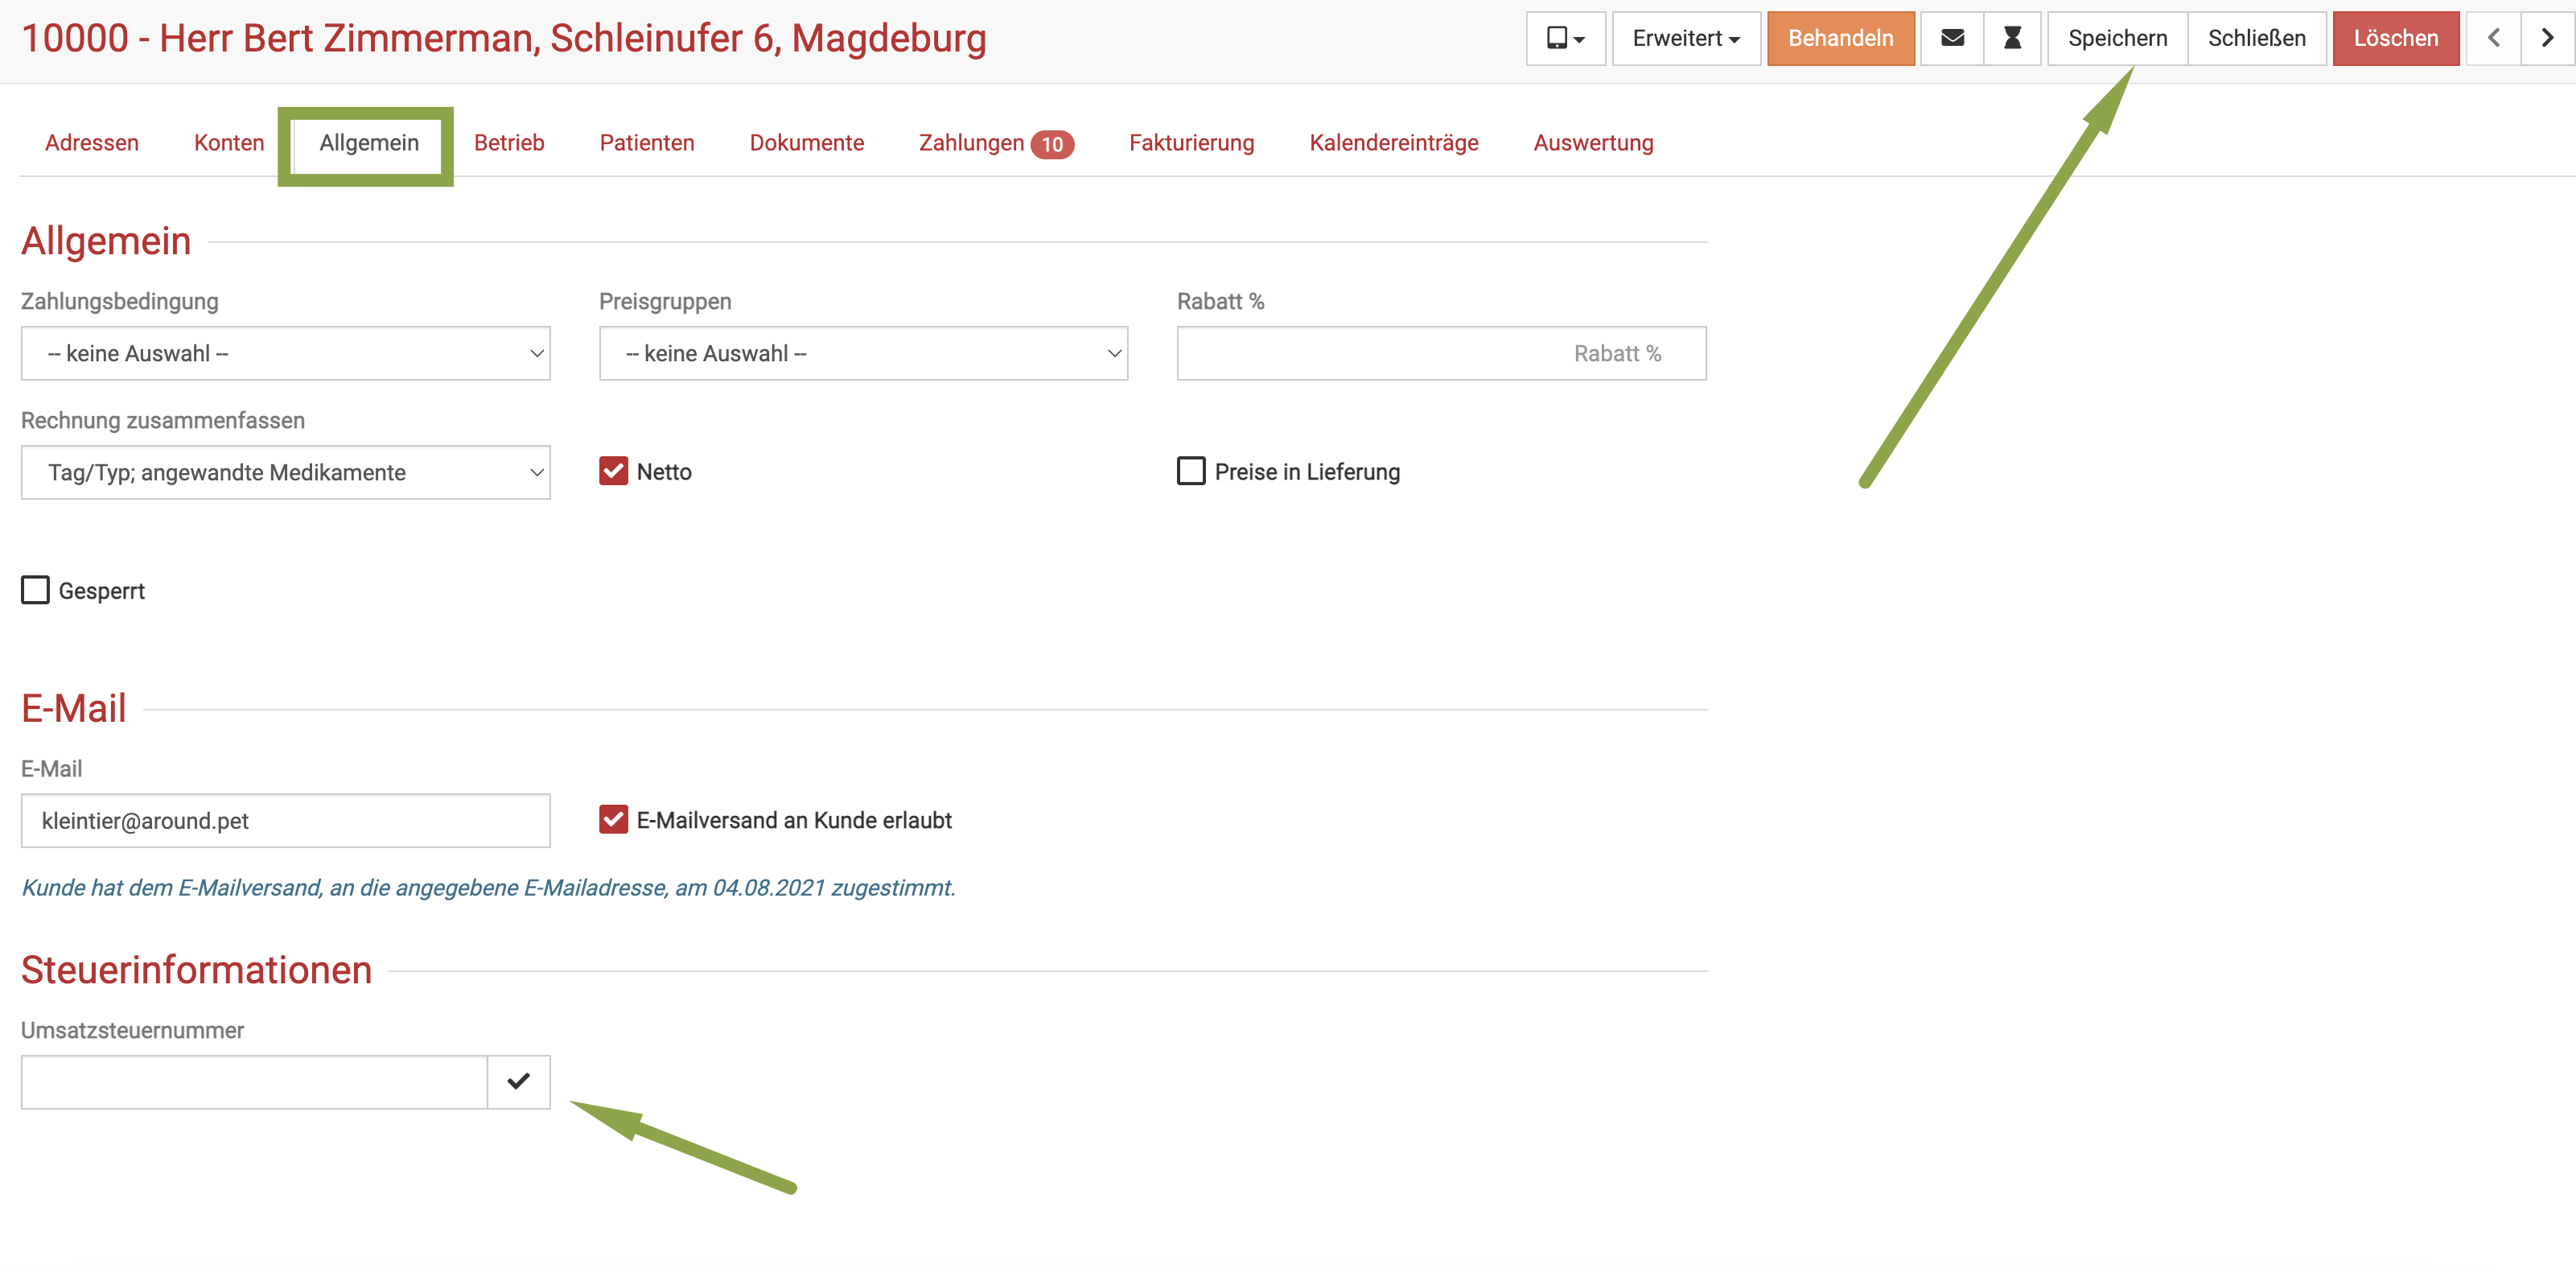 10000 - Herr Bert Zimmerman, Schleinufer 6, Magdeburg
Erweitert Behandeln Speichern Schließen Löschen
Adressen Konten Allgemein Betrieb Patienten Dokumente Zahlungen 10 Fakturierung Kalendereinträge Auswertung
Allgemein
Zahlungsbedingung Preisgruppen Rabatt %
-- keine Auswahl -- -- keine Auswahl -- Rabatt %
Rechnung zusammenfassen
Tag/Typ; angewandte Medikamente Netto Preise in Lieferung
Gesperrt
E-Mail
E-Mail
kleintier@around.pet E-Mailversand an Kunde erlaubt
Kunde hat dem E-Mailversand, an die angegebene E-Mailadresse, am 04.08.2021 zugestimmt.
Steuerinformationen
Umsatzsteuernummer